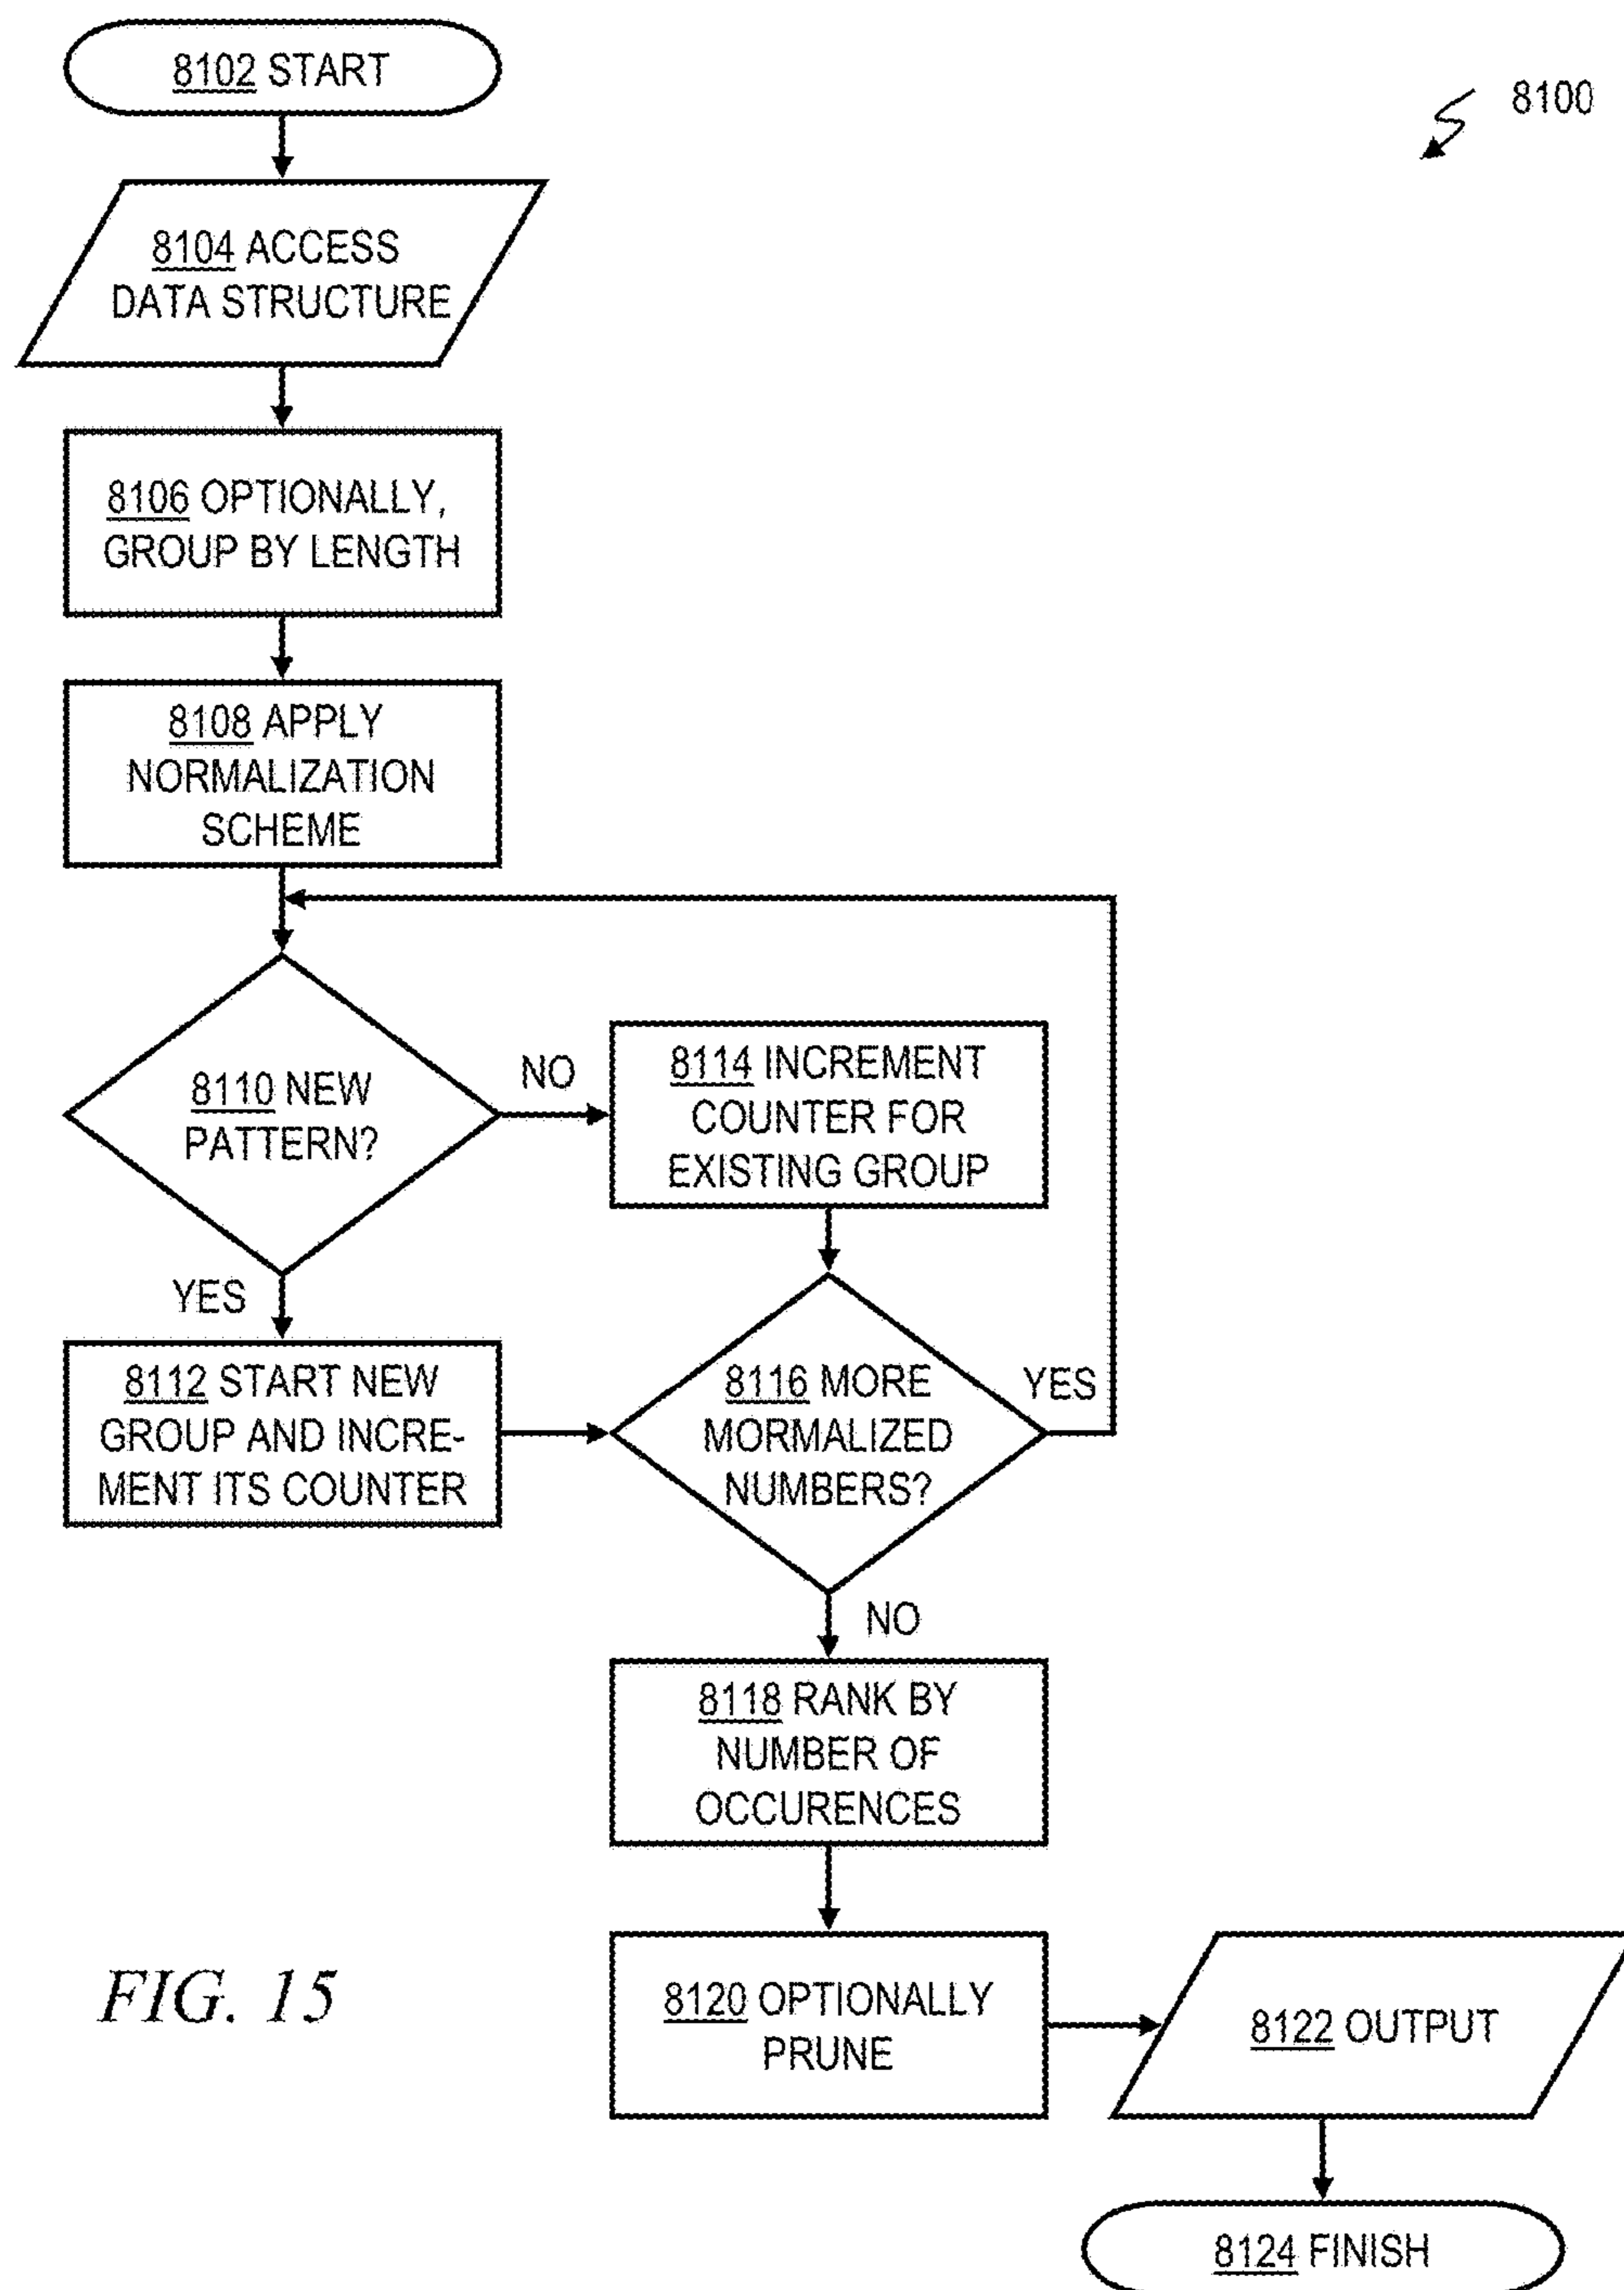 8102 START
8100
8104 ACCESS
DATA STRUCTURE
8106 OPTIONALLY,
GROUP BY LENGTH
8108 APPLY
NORMALIZATION
SCHEME
8110 NEW
PATTERN?
NO
8114 INCREMENT
COUNTER FOR
EXISTING GROUP
YES
8112 START NEW
GROUP AND INCRE-
MENT ITS COUNTER
8116 MORE
MORMALIZED
NUMBERS?
YES
NO
8118 RANK BY
NUMBER OF
OCCURENCES
8120 OPTIONALLY
PRUNE
8122 OUTPUT
8124 FINISH
FIG. 15